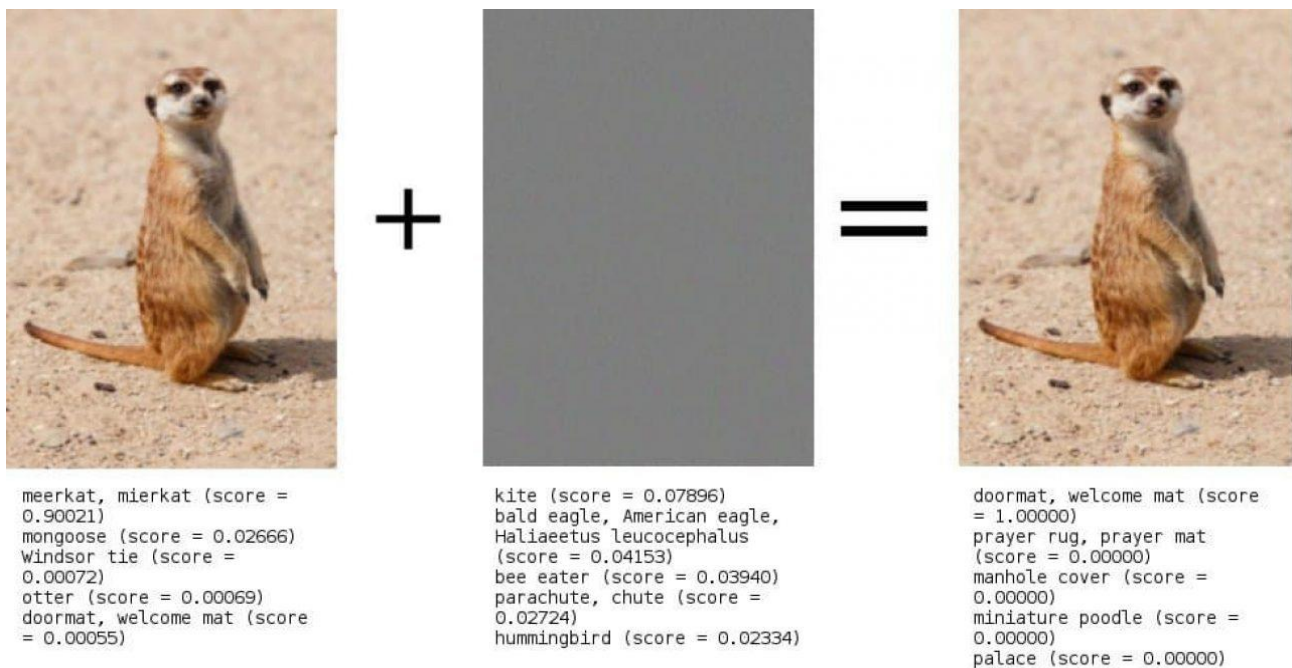 +
=
meerkat, mierkat (score =
0.90021)
mongoose (score = 0.02666)
Windsor tie (score =
0.00072)
otter (score = 0.00069)
doormat, welcome mat (score
= 0.00055)
kite (score = 0.07896)
bald eagle, American eagle,
Haliaeetus leucocephalus
(score = 0.04153)
bee eater (score = 0.03940)
parachute, chute (score =
0.02724)
hummingbird (score = 0.02334)
doormat, welcome mat (score
= 1.00000)
prayer rug, prayer mat
(score = 0.00000)
manhole cover (score =
0.00000)
miniature poodle (score =
0.00000)
palace (score = 0.00000)